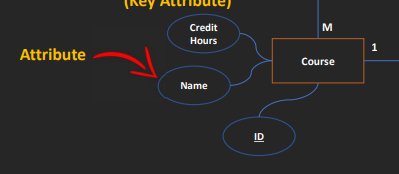 (Key Attribute)
Credit
Hours
M
1
Attribute
Course
Name
ID